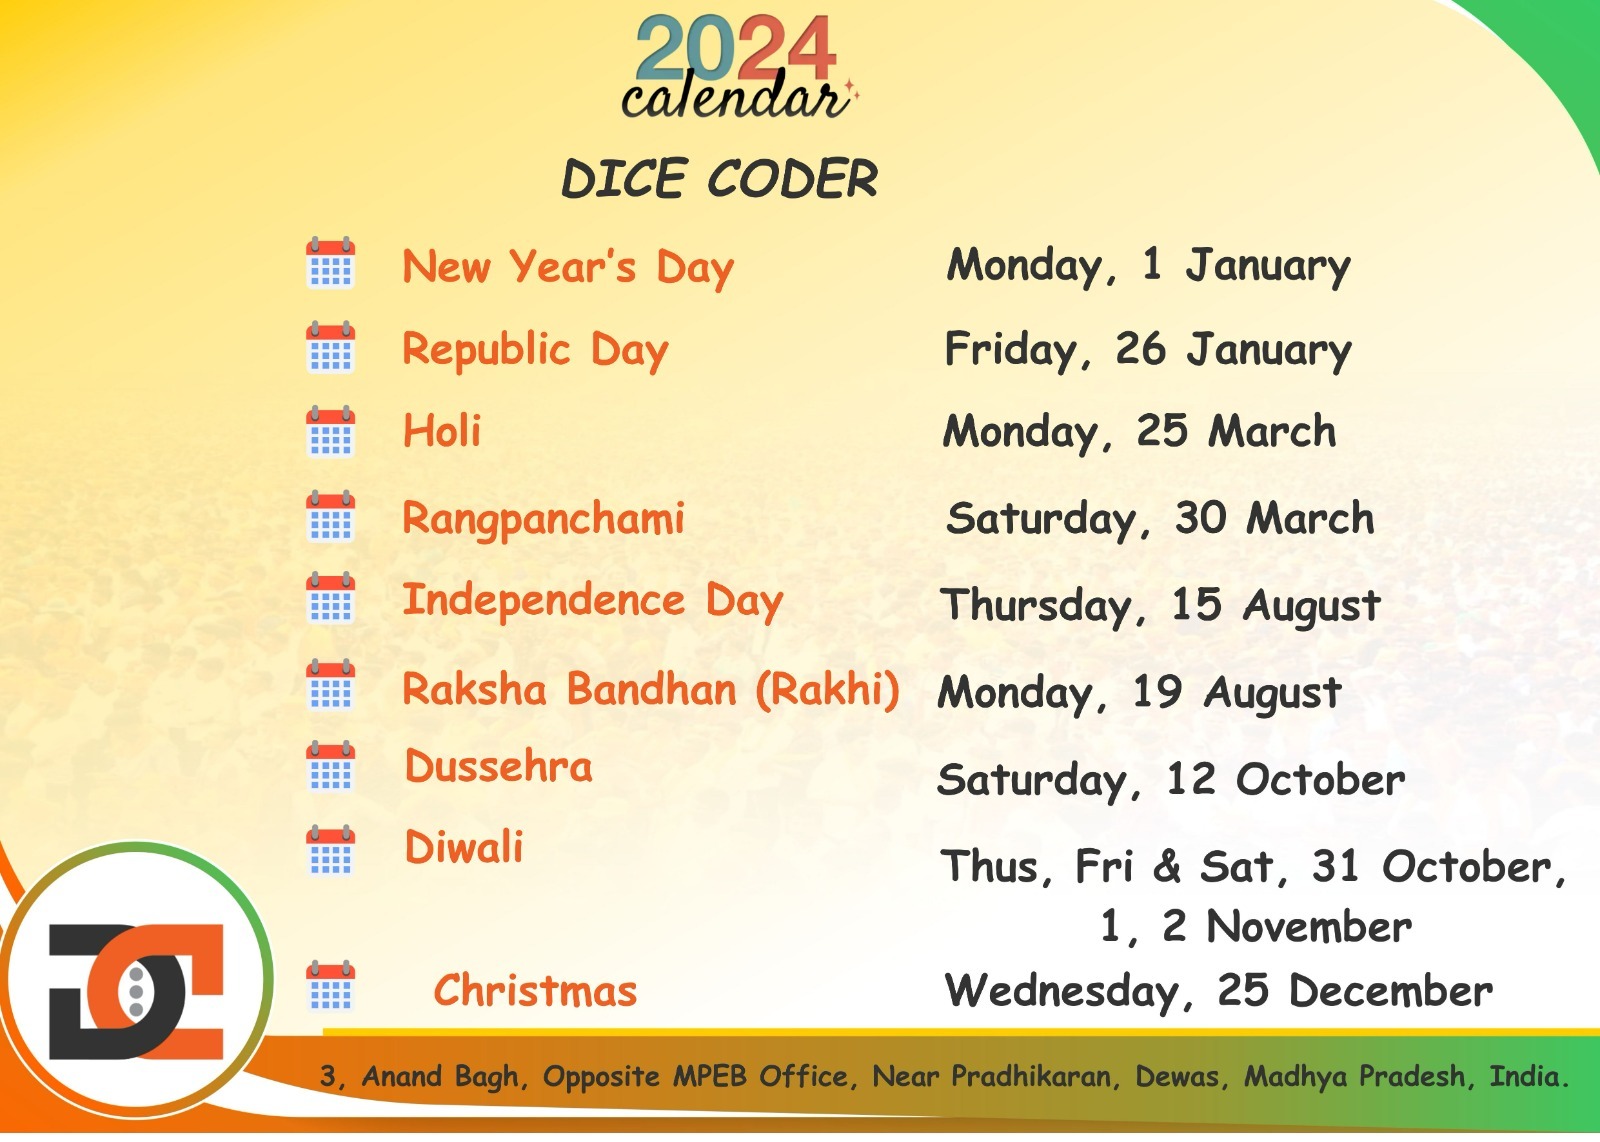 2024
calendar
DICE CODER
New Year’s Day Monday, 1 January
Republic Day Friday, 26 January
Holi Monday, 25 March
Rangpanchami Saturday, 30 March
Independence Day Thursday, 15 August
Raksha Bandhan (Rakhi) Monday, 19 August
Dussehra Saturday, 12 October
Diwali Thus, Fri & Sat, 31 October,
1, 2 November
Christmas Wednesday, 25 December
DC
3, Anand Bagh, Opposite MPEB Office, Near Pradhikaran, Dewas, Madhya Pradesh, India.